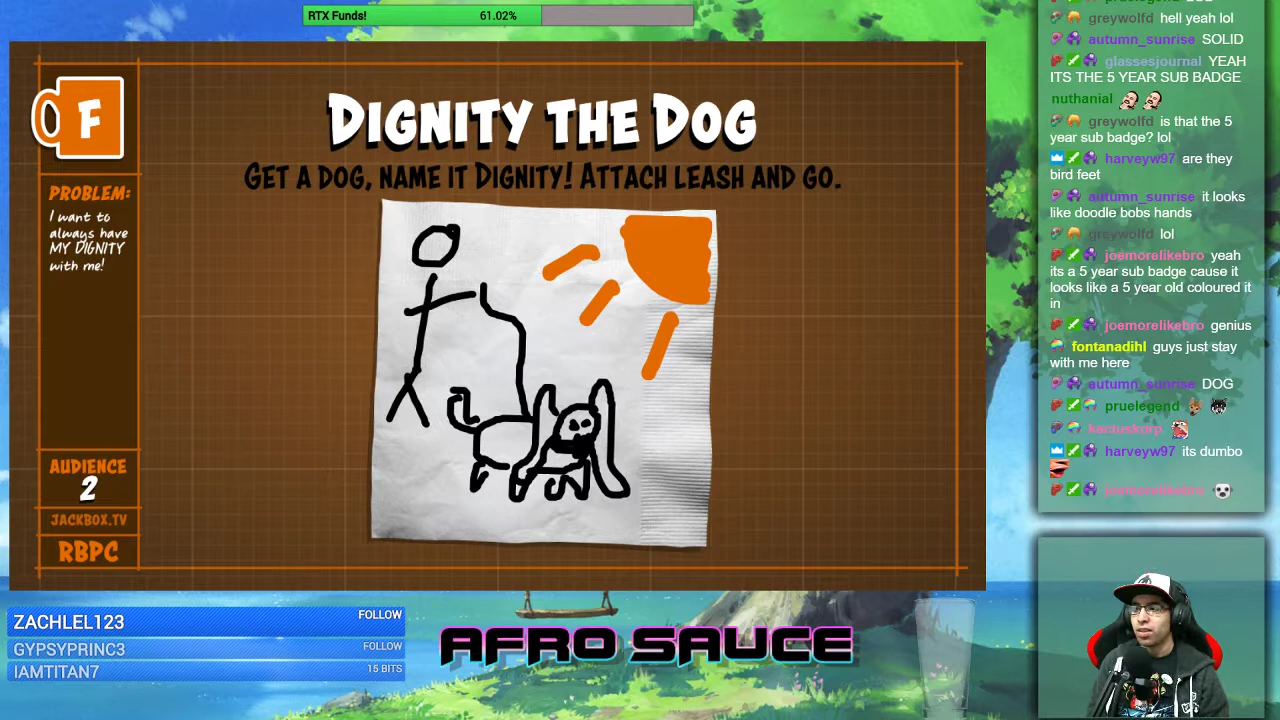 RTX Funds!
61.02%
F
DIGNITY THE DOG
GET A DOG, NAME IT DIGNITY! ATTACH LEASH AND GO.
PROBLEM:
I want to
always have
MY DIGNITY
with me!
AUDIENCE
2
JACKBOX.TV
RBPC
ZACHLEL123 FOLLOW
GYPSYPRINC3 FOLLOW
IAMTITAN7 15 BITS
AFRO SAUCE
greywolfd hell yeah lol
autumn_sunrise SOLID
glassesjournal YEAH
ITS THE 5 YEAR SUB BADGE
nuthanial
greywolfd is that the 5
year sub badge? lol
harveyw97 are they
bird feet
autumn_sunrise it looks
like doodle bobs hands
greywolfd lol
joemorelikebro yeah
its a 5 year sub badge cause it
looks like a 5 year old coloured it
in
joemorelikebro genius
fontanadihl guys just stay
with me here
autumn_sunrise DOG
pruelegend
kactuskorp
harveyw97 its dumbo
joemorelikebro